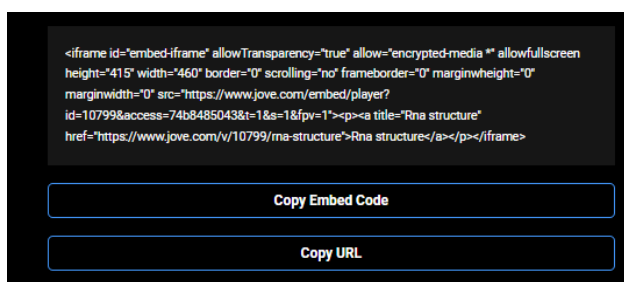 <iframe id="embed-iframe" allowTransparency="true" allow="encrypted-media *" allowfullscreen
height="415" width="460" border="0" scrolling="no" frameborder="0" marginwheight="0"
marginwidth="0" src="https://www.jove.com/embed/player?
id=10799&access=74b8485043&t=1&s=1&fpv=1"><p><a title="Rna structure"
href="https://www.jove.com/v/10799/rna-structure">Rna structure</a></p></iframe>
Copy Embed Code
Copy URL